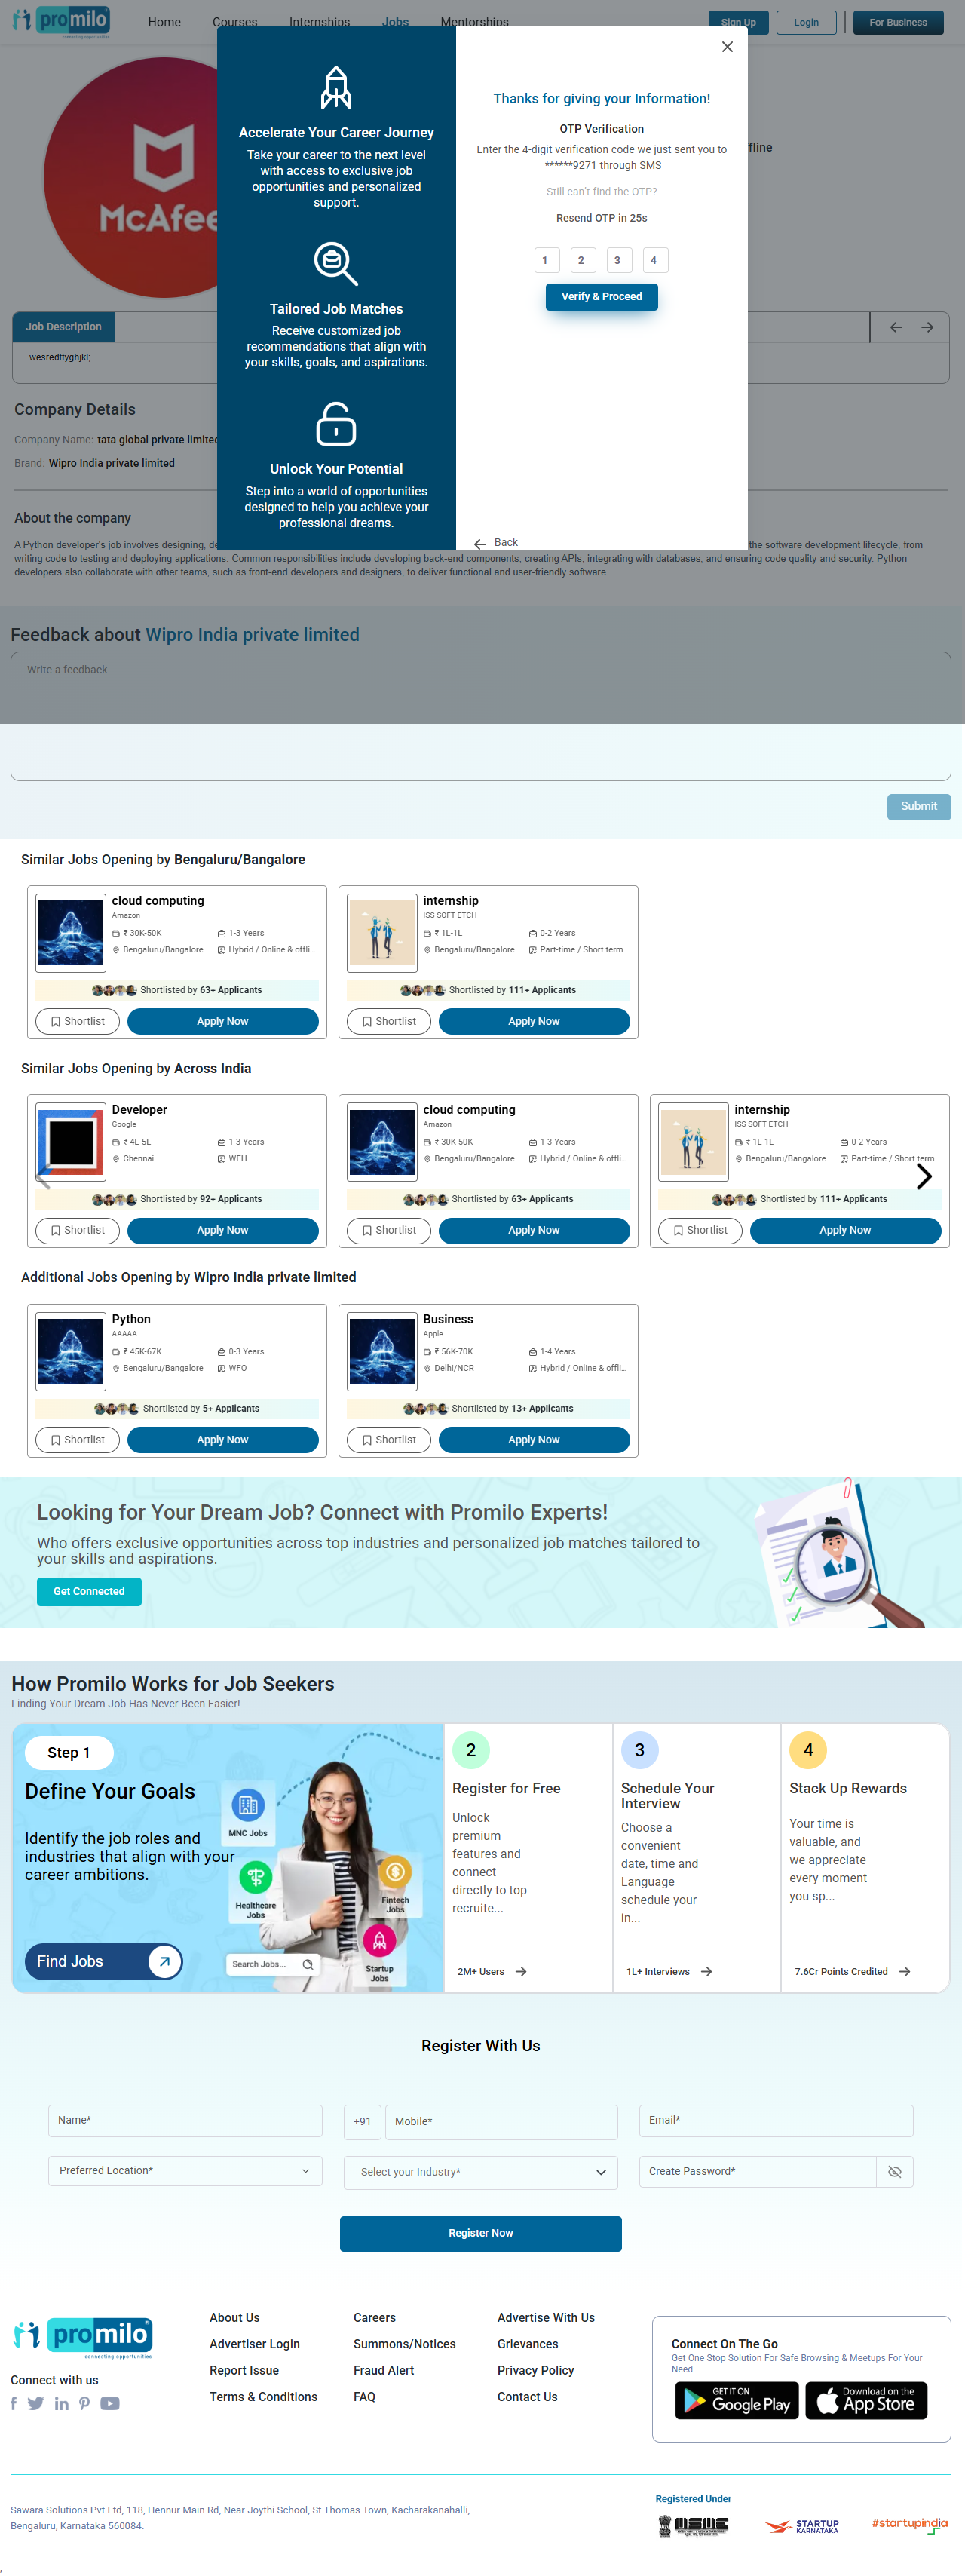 promilo
connecting opportunities
Home
Courses
Internships
Jobs
Mentorships
Sign Up
Login
For Business
McAfee
fline
Accelerate Your Career Journey
Take your career to the next level
with access to exclusive job
opportunities and personalized
support.
Tailored Job Matches
Receive customized job
recommendations that align with
your skills, goals, and aspirations.
Unlock Your Potential
Step into a world of opportunities
designed to help you achieve your
professional dreams.
Thanks for giving your Information!
OTP Verification
Enter the 4-digit verification code we just sent you to
******9271 through SMS
Still can't find the OTP?
Resend OTP in 25s
1 2 3 4
Verify & Proceed
Back
Job Description
wesredtfyghjkl;
Company Details
Company Name: tata global private limited
Brand: Wipro India private limited
About the company
A Python developer's job involves designing, de
the software development lifecycle, from
writing code to testing and deploying applications. Common responsibilities include developing back-end components, creating APIs, integrating with databases, and ensuring code quality and security. Python
developers also collaborate with other teams, such as front-end developers and designers, to deliver functional and user-friendly software.
Feedback about Wipro India private limited
Write a feedback
Submit
Similar Jobs Opening by Bengaluru/Bangalore
cloud computing
Amazon
₹ 30K-50K
1-3 Years
Bengaluru/Bangalore
Hybrid / Online & offli...
Shortlisted by 63+ Applicants
Shortlist
Apply Now
internship
ISS SOFT ETCH
₹ 1L-1L
0-2 Years
Bengaluru/Bangalore
Part-time / Short term
Shortlisted by 111+ Applicants
Shortlist
Apply Now
Similar Jobs Opening by Across India
Developer
Google
₹ 4L-5L
1-3 Years
Chennai
WFH
Shortlisted by 92+ Applicants
Shortlist
Apply Now
cloud computing
Amazon
₹ 30K-50K
1-3 Years
Bengaluru/Bangalore
Hybrid / Online & offli...
Shortlisted by 63+ Applicants
Shortlist
Apply Now
internship
ISS SOFT ETCH
₹ 1L-1L
0-2 Years
Bengaluru/Bangalore
Part-time / Short term
Shortlisted by 111+ Applicants
Shortlist
Apply Now
Additional Jobs Opening by Wipro India private limited
Python
AAAAA
₹ 45K-67K
0-3 Years
Bengaluru/Bangalore
WFO
Shortlisted by 5+ Applicants
Shortlist
Apply Now
Business
Apple
₹ 56K-70K
1-4 Years
Delhi/NCR
Hybrid / Online & offli...
Shortlisted by 13+ Applicants
Shortlist
Apply Now
Looking for Your Dream Job? Connect with Promilo Experts!
Who offers exclusive opportunities across top industries and personalized job matches tailored to
your skills and aspirations.
Get Connected
How Promilo Works for Job Seekers
Finding Your Dream Job Has Never Been Easier!
Step 1
Define Your Goals
Identify the job roles and
industries that align with your
career ambitions.
Find Jobs
MNC Jobs
Healthcare
Jobs
Fintech
Jobs
Startup
Jobs
Search Jobs...
2
Register for Free
Unlock
premium
features and
connect
directly to top
recruite...
2M+ Users
3
Schedule Your
Interview
Choose a
convenient
date, time and
Language
schedule your
in...
1L+ Interviews
4
Stack Up Rewards
Your time is
valuable, and
we appreciate
every moment
you sp...
7.6Cr Points Credited
Register With Us
Name*
+91
Mobile*
Email*
Preferred Location*
Select your Industry*
Create Password*
Register Now
promilo
connecting opportunities
Connect with us
About Us
Careers
Advertise With Us
Advertiser Login
Summons/Notices
Grievances
Report Issue
Fraud Alert
Privacy Policy
Terms & Conditions
FAQ
Contact Us
Connect On The Go
Get One Stop Solution For Safe Browsing & Meetups For Your
Need
GET IT ON
Google Play
Download on the
App Store
Sawara Solutions Pvt Ltd, 118, Hennur Main Rd, Near Joythi School, St Thomas Town, Kacharakanahalli,
Bengaluru, Karnataka 560084.
Registered Under
MSME
STARTUP
KARNATAKA
#startupindia